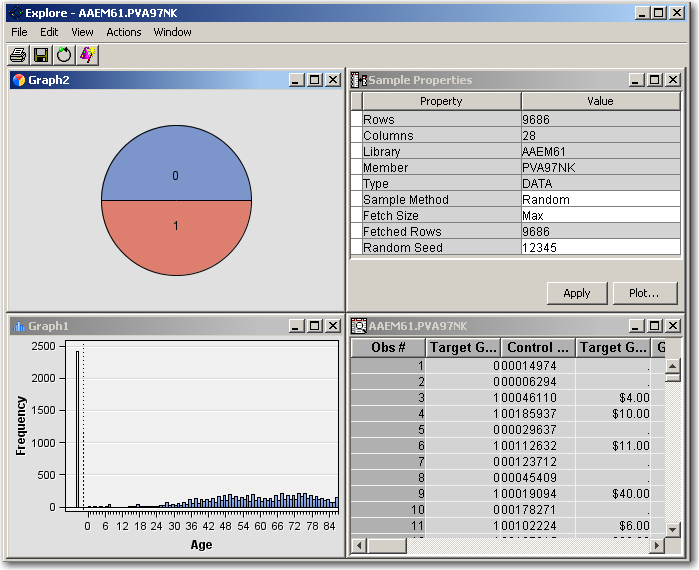 Explore - AAEM61.PVA97NK
File Edit View Actions Window
Graph2
0
1
Sample Properties
Property Value
Rows 9686
Columns 28
Library AAEM61
Member PVA97NK
Type DATA
Sample Method Random
Fetch Size Max
Fetched Rows 9686
Random Seed 12345
Apply Plot...
Graph1
2500
2000
1500
1000
500
0
Frequency
0 6 12 18 24 30 36 42 48 54 60 66 72 78 84
Age
AAEM61.PVA97NK
Obs # Target G... Control ... Target G... G
1 0 00014974 .
2 0 00006294 .
3 1 00046110 $4.00
4 1 00185937 $10.00
5 0 00029637 .
6 1 00112632 $11.00
7 0 00123712 .
8 0 00045409 .
9 1 00019094 $40.00
10 0 00178271 .
11 1 00102224 $6.00